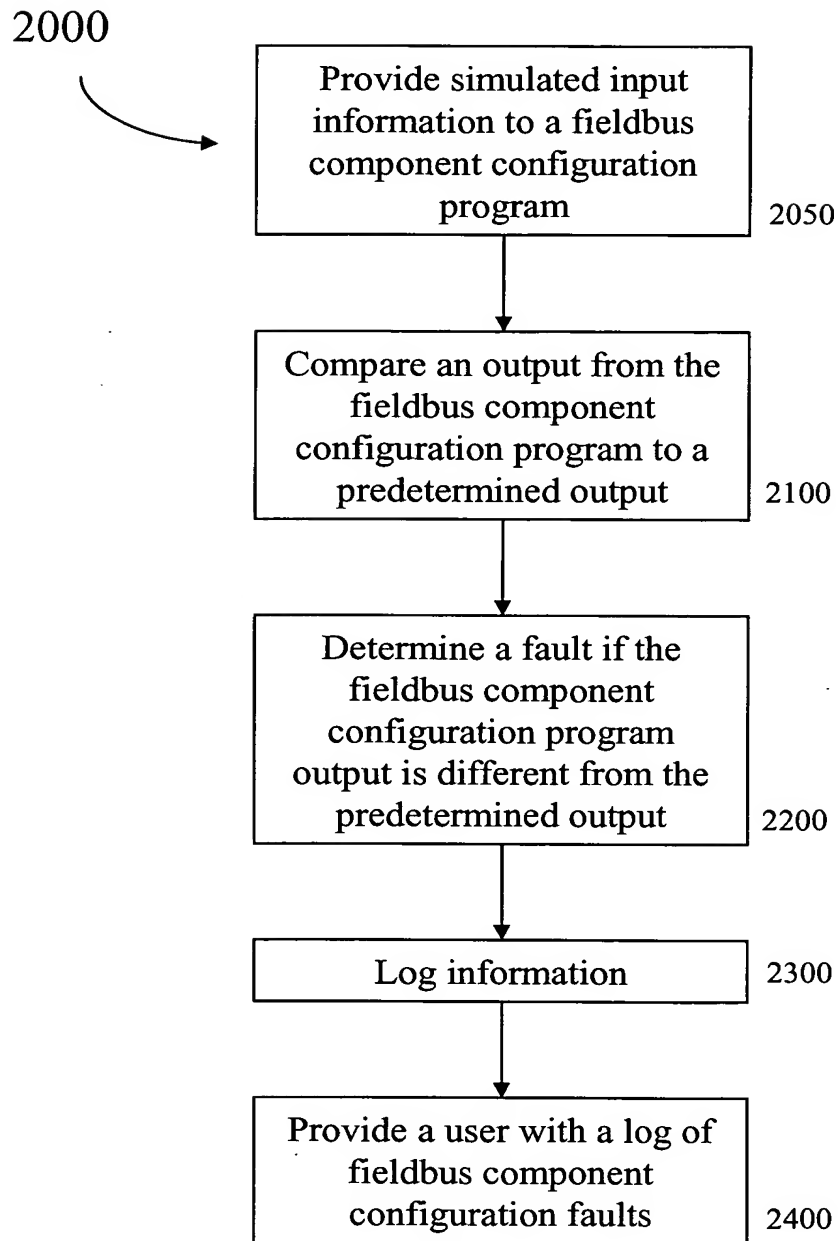 2000
Provide simulated input
information to a fieldbus
component configuration
program
2050
Compare an output from the
fieldbus component
configuration program to a
predetermined output
2100
Determine a fault if the
fieldbus component
configuration program
output is different from the
predetermined output
2200
Log information
2300
Provide a user with a log of
fieldbus component
configuration faults
2400